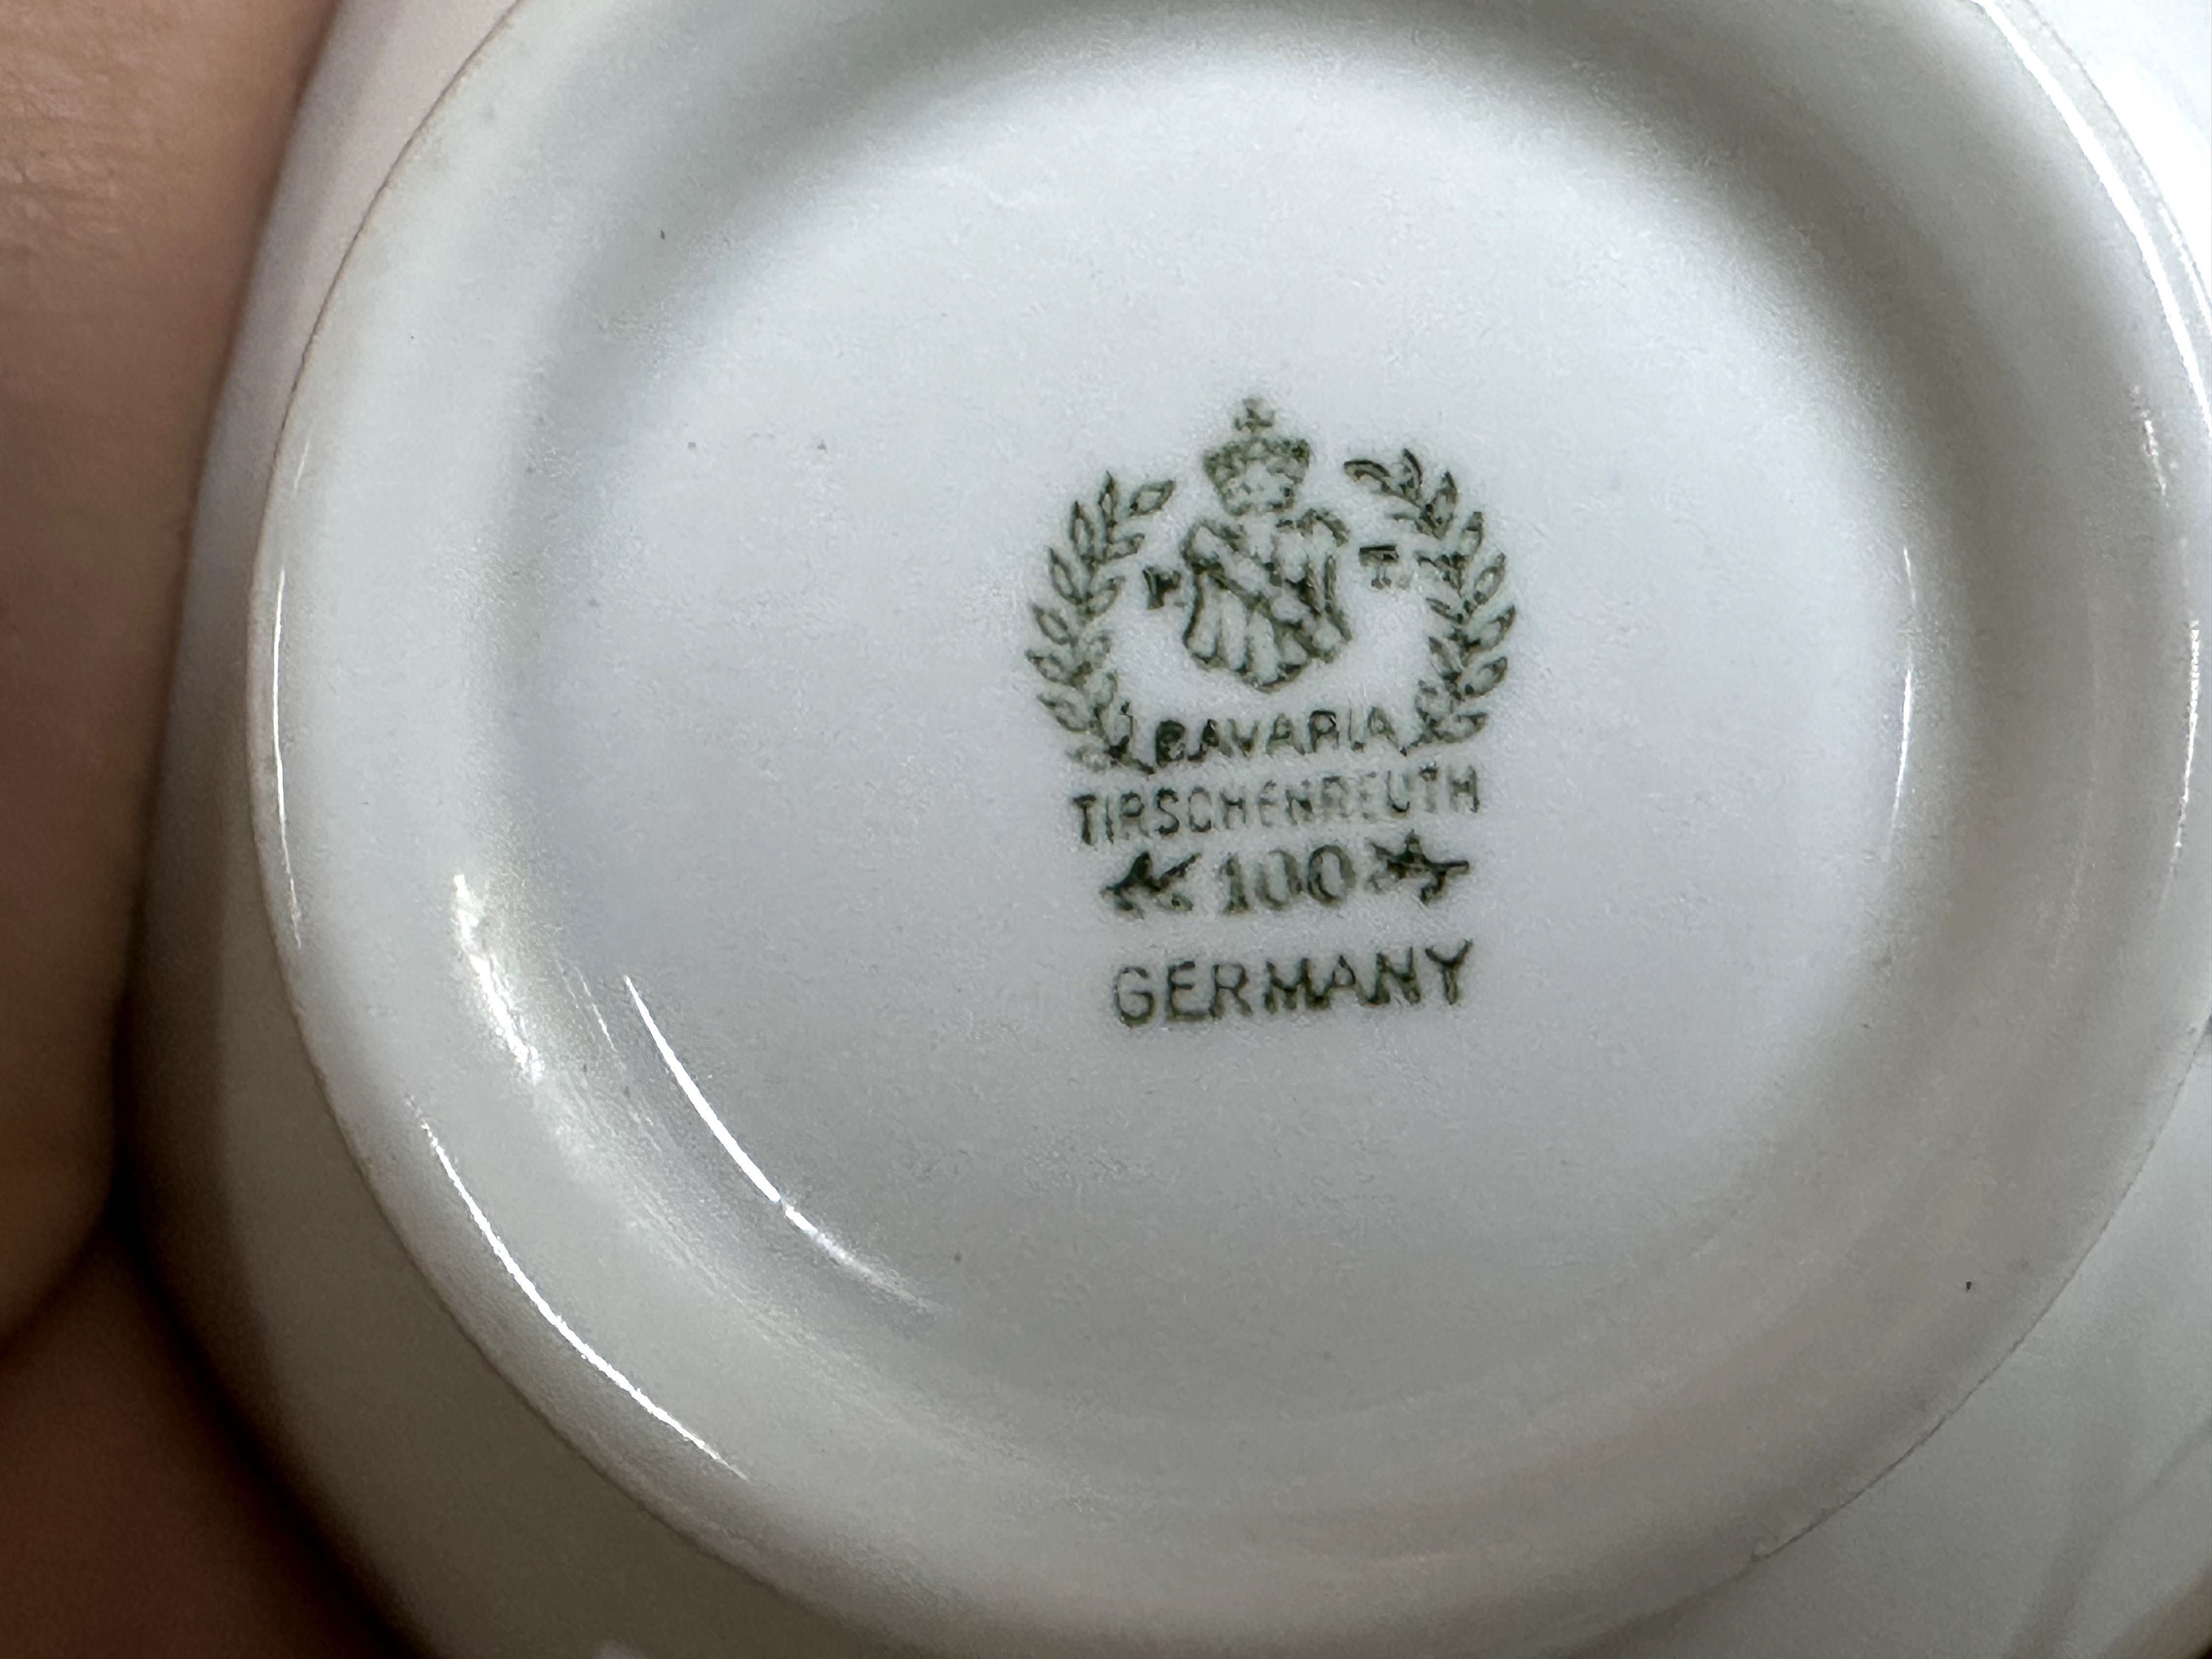 P. T.
BAVARIA
TIRSCHENREUTH
100
GERMANY